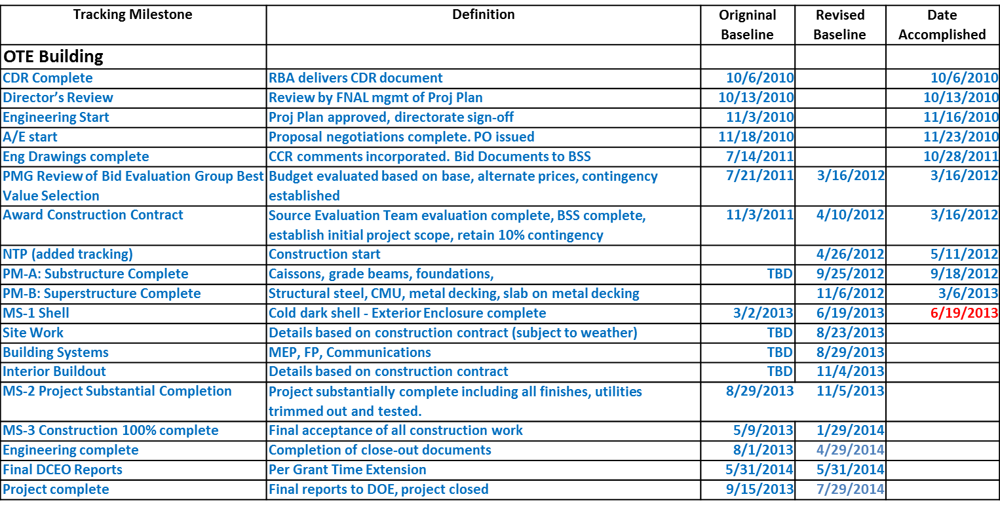 Tracking Milestone Definition Origninal Baseline Revised Baseline Date Accomplished
OTE Building
CDR Complete RBA delivers CDR document 10/6/2010 10/6/2010
Director’s Review Review by FNAL mgmt of Proj Plan 10/13/2010 10/13/2010
Engineering Start Proj Plan approved, directorate sign-off 11/3/2010 11/16/2010
A/E start Proposal negotiations complete. PO issued 11/18/2010 11/23/2010
Eng Drawings complete CCR comments incorporated. Bid Documents to BSS 7/14/2011 10/28/2011
PMG Review of Bid Evaluation Group Best Budget evaluated based on base, alternate prices, contingency 7/21/2011 3/16/2012 3/16/2012
Value Selection established
Award Construction Contract Source Evaluation Team evaluation complete, BSS complete, 11/3/2011 4/10/2012 3/16/2012
establish initial project scope, retain 10% contingency
NTP (added tracking) Construction start 4/26/2012 5/11/2012
PM-A: Substructure Complete Caissons, grade beams, foundations, TBD 9/25/2012 9/18/2012
PM-B: Superstructure Complete Structural steel, CMU, metal decking, slab on metal decking 11/6/2012 3/6/2013
MS-1 Shell Cold dark shell - Exterior Enclosure complete 3/2/2013 6/19/2013 6/19/2013
Site Work Details based on construction contract (subject to weather) TBD 8/23/2013
Building Systems MEP, FP, Communications TBD 8/29/2013
Interior Buildout Details based on construction contract TBD 11/4/2013
MS-2 Project Substantial Completion Project substantially complete including all finishes, utilities 8/29/2013 11/5/2013
trimmed out and tested.
MS-3 Construction 100% complete Final acceptance of all construction work 5/9/2013 1/29/2014
Engineering complete Completion of close-out documents 8/1/2013 4/29/2014
Final DCEO Reports Per Grant Time Extension 5/31/2014 5/31/2014
Project complete Final reports to DOE, project closed 9/15/2013 7/29/2014